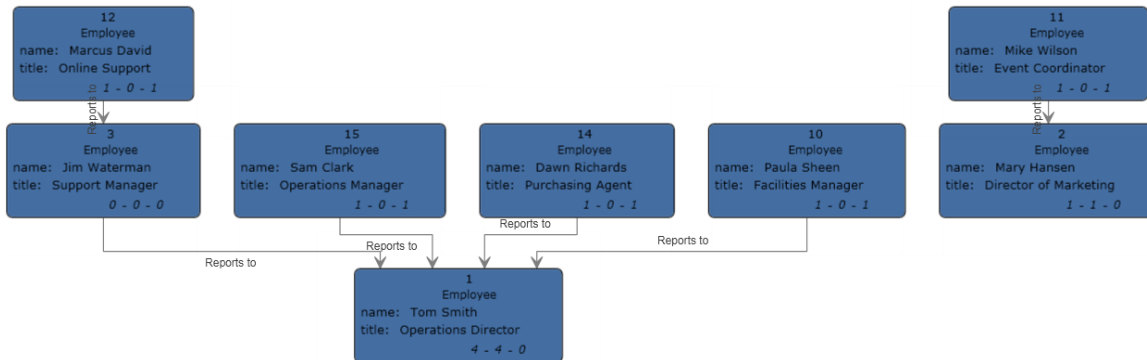 12
Employee
name: Marcus David
title: Online Support
1 - 0 - 1
11
Employee
name: Mike Wilson
title: Event Coordinator
1 - 0 - 1
Reports to
Reports to
3
Employee
name: Jim Waterman
title: Support Manager
0 - 0 - 0
15
Employee
name: Sam Clark
title: Operations Manager
1 - 0 - 1
14
Employee
name: Dawn Richards
title: Purchasing Agent
1 - 0 - 1
10
Employee
name: Paula Sheen
title: Facilities Manager
1 - 0 - 1
2
Employee
name: Mary Hansen
title: Director of Marketing
1 - 1 - 0
Reports to
Reports to
Reports to
Reports to
1
Employee
name: Tom Smith
title: Operations Director
4 - 4 - 0